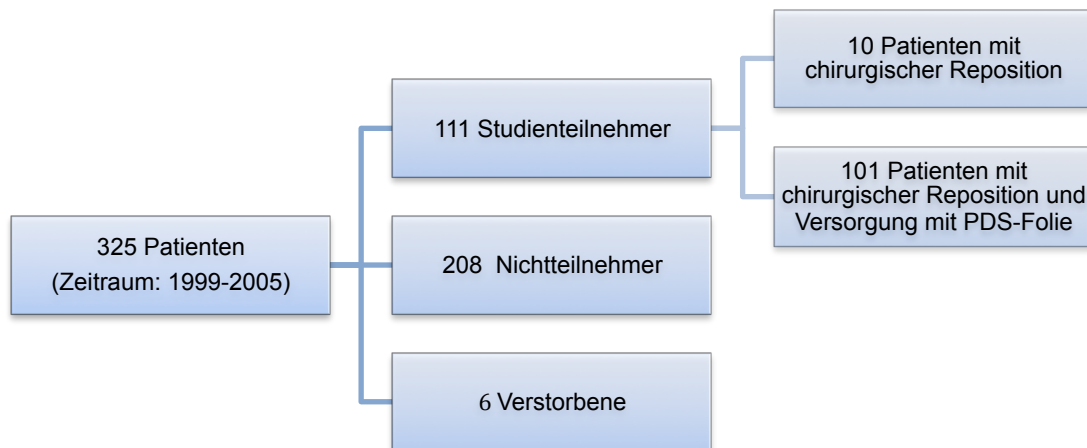 10 Patienten mit
chirurgischer Reposition
111 Studienteilnehmer
101 Patienten mit
chirurgischer Reposition und
Versorgung mit PDS-Folie
325 Patienten
(Zeitraum: 1999-2005)
208 Nichtteilnehmer
6 Verstorbene